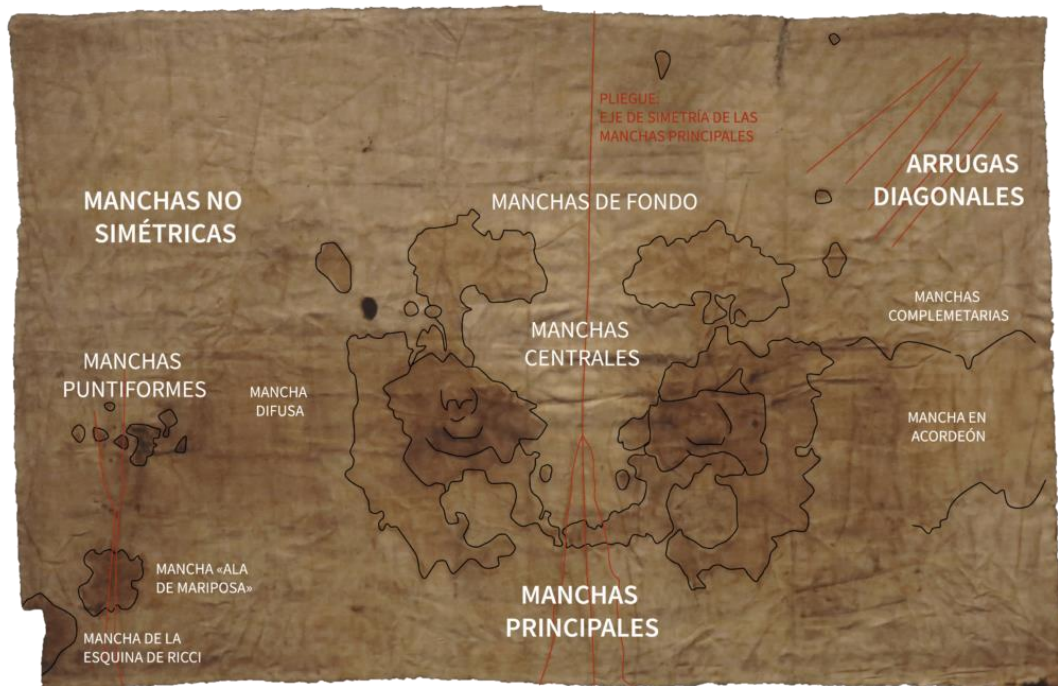 PLIEGUE:
EJE DE SIMETRÍA DE LAS
MANCHAS PRINCIPALES
ARRUGAS
DIAGONALES
MANCHAS NO
SIMÉTRICAS
MANCHAS DE FONDO
MANCHAS
COMPLEMETARIAS
MANCHAS
CENTRALES
MANCHAS
PUNTIFORMES
MANCHA
DIFUSA
MANCHA EN
ACORDEÓN
MANCHA «ALA
DE MARIPOSA»
MANCHAS
PRINCIPALES
MANCHA DE LA
ESQUINA DE RICCI